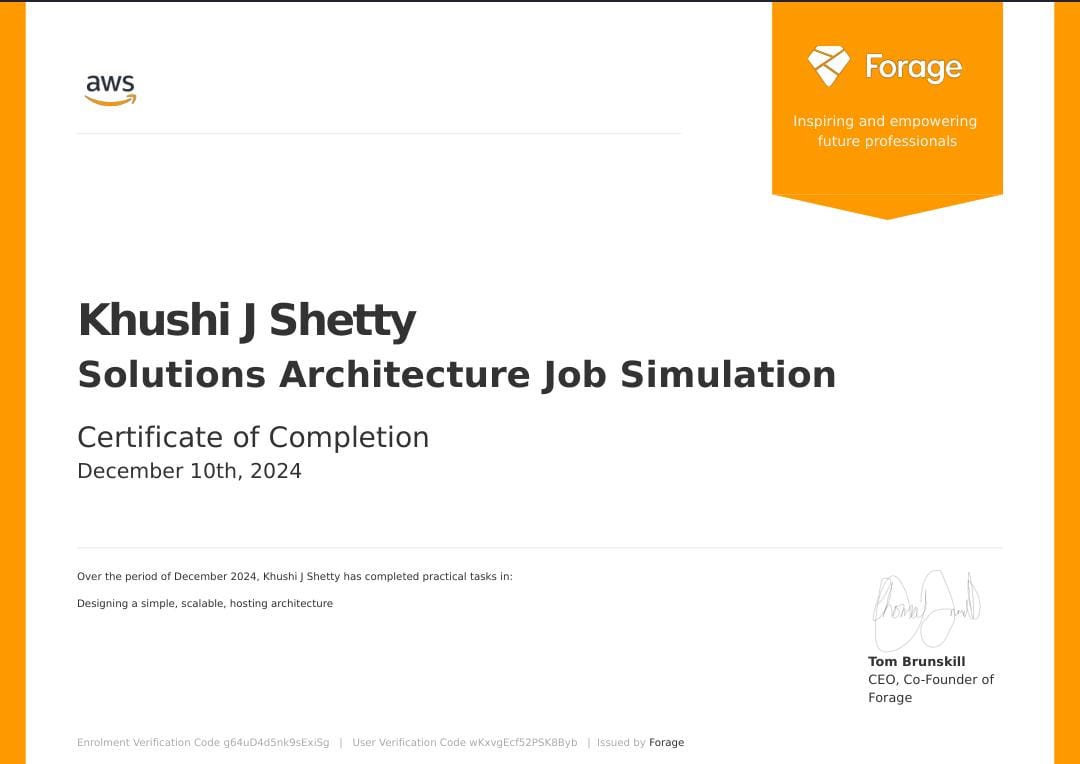 aws
Forage
Inspiring and empowering
future professionals
Khushi J Shetty
Solutions Architecture Job Simulation
Certificate of Completion
December 10th, 2024
Over the period of December 2024, Khushi J Shetty has completed practical tasks in:
Designing a simple, scalable, hosting architecture
Tom Brunskill
CEO, Co-Founder of
Forage
Enrolment Verification Code g64uD4d5nk9sExiSg | User Verification Code wKxvgEcf52PSK8Byb | Issued by Forage